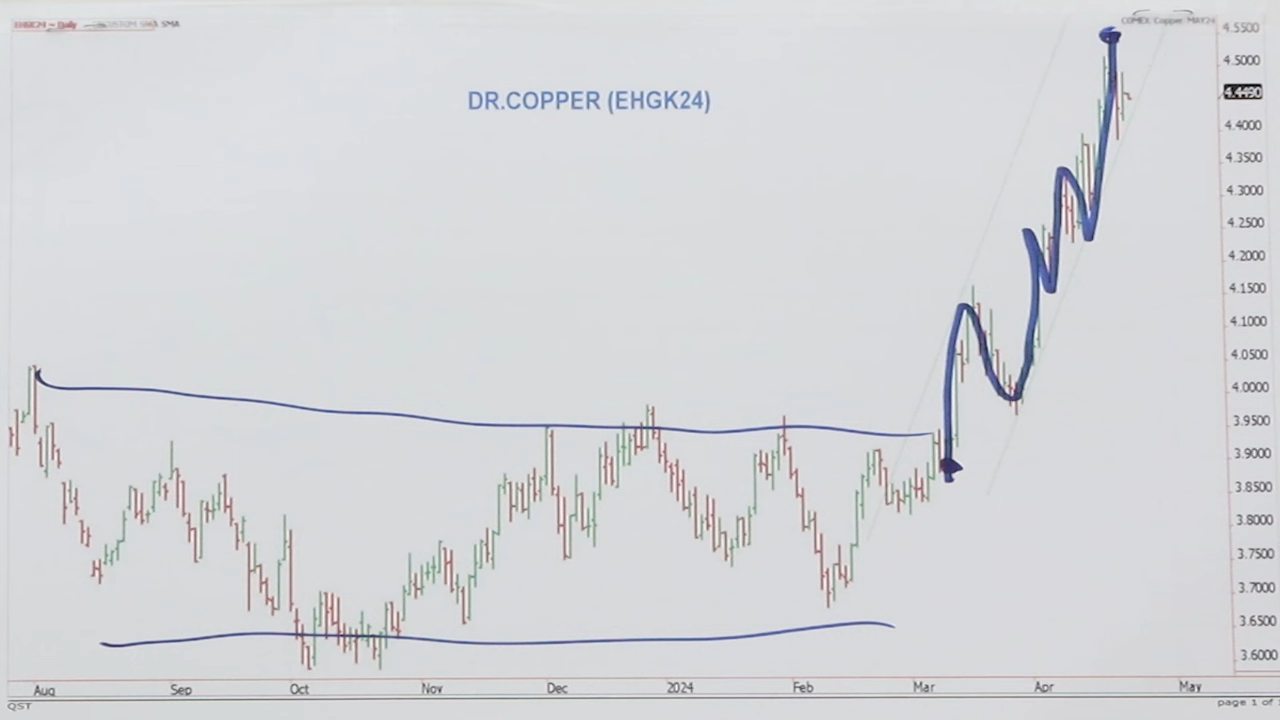 EHGK24 - Daily
SMA
COMEX Copper MAY24
DR.COPPER (EHGK24)
4.5500
4.5000
4.4490
4.4000
4.3500
4.3000
4.2500
4.2000
4.1500
4.1000
4.0500
4.0000
3.9500
3.9000
3.8500
3.8000
3.7500
3.7000
3.6500
3.6000
Aug Sep Oct Nov Dec 2024 Feb Mar Apr May
QST
page 1 of